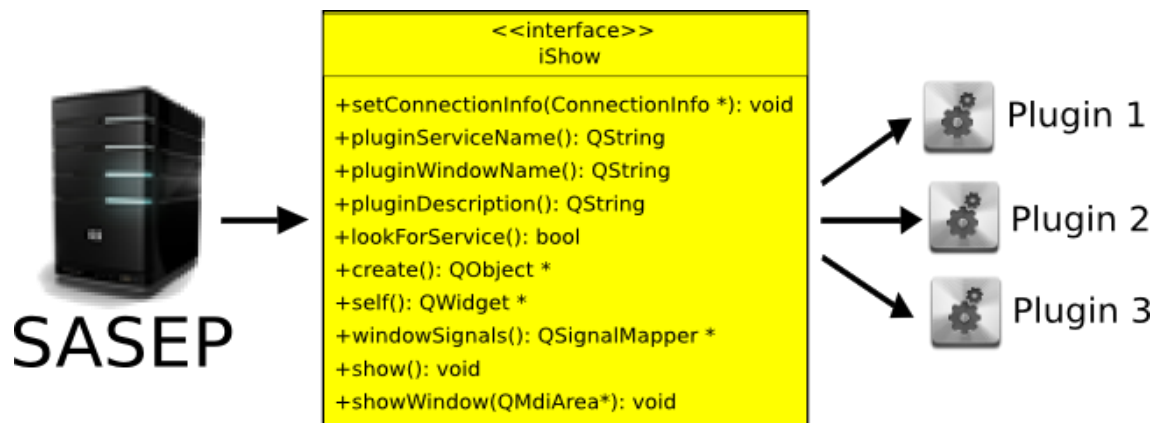 <<interface>>
iShow
+setConnectionInfo(ConnectionInfo *): void
+pluginServiceName(): QString
+pluginWindowName(): QString
+pluginDescription(): QString
+lookForService(): bool
+create(): QObject *
+self(): QWidget *
+windowSignals(): QSignalMapper *
+show(): void
+showWindow(QMdiArea*): void
SASEP
Plugin 1
Plugin 2
Plugin 3